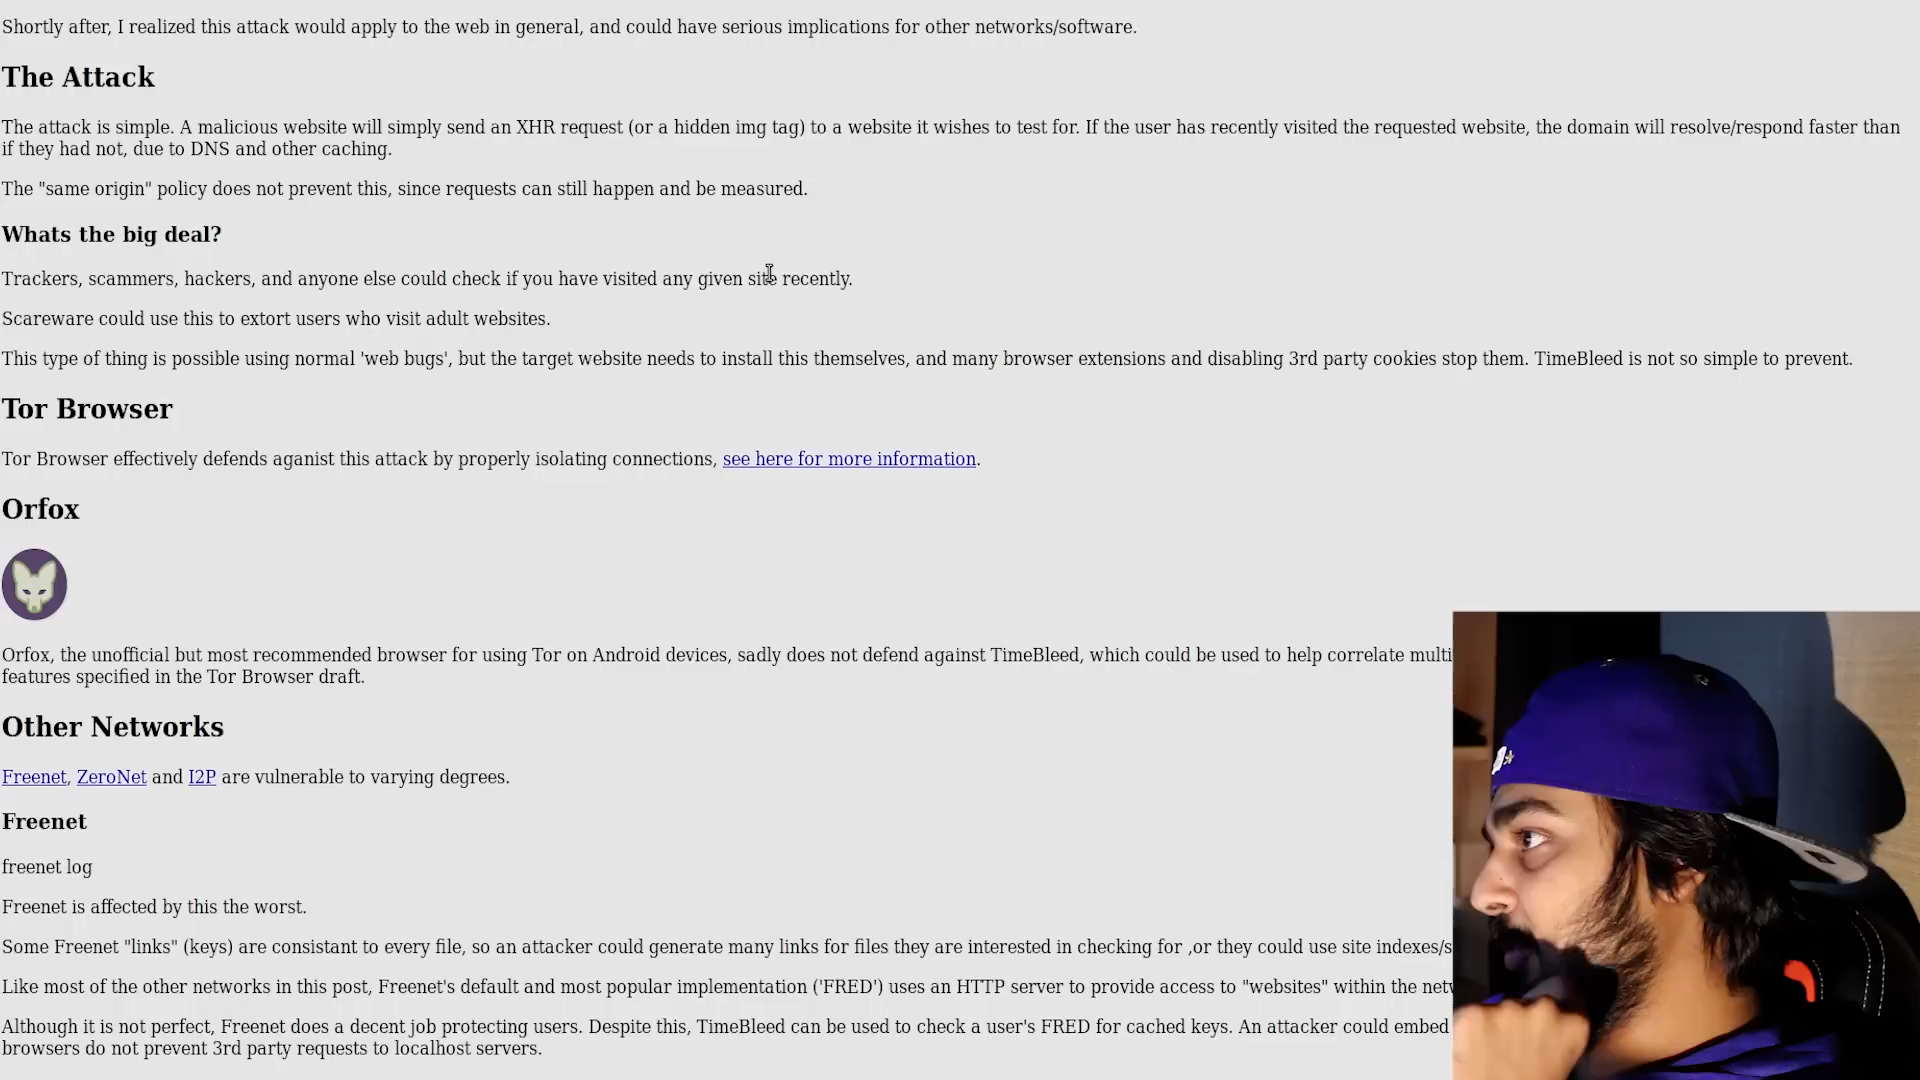 Shortly after, I realized this attack would apply to the web in general, and could have serious implications for other networks/software.
The Attack
The attack is simple. A malicious website will simply send an XHR request (or a hidden img tag) to a website it wishes to test for. If the user has recently visited the requested website, the domain will resolve/respond faster than
if they had not, due to DNS and other caching.
The "same origin" policy does not prevent this, since requests can still happen and be measured.
Whats the big deal?
Trackers, scammers, hackers, and anyone else could check if you have visited any given site recently.
Scareware could use this to extort users who visit adult websites.
This type of thing is possible using normal 'web bugs', but the target website needs to install this themselves, and many browser extensions and disabling 3rd party cookies stop them. TimeBleed is not so simple to prevent.
Tor Browser
Tor Browser effectively defends aganist this attack by properly isolating connections, see here for more information.
Orfox
Orfox, the unofficial but most recommended browser for using Tor on Android devices, sadly does not defend against TimeBleed, which could be used to help correlate multi
features specified in the Tor Browser draft.
Other Networks
Freenet, ZeroNet and I2P are vulnerable to varying degrees.
Freenet
freenet log
Freenet is affected by this the worst.
Some Freenet "links" (keys) are consistant to every file, so an attacker could generate many links for files they are interested in checking for ,or they could use site indexes/s
Like most of the other networks in this post, Freenet's default and most popular implementation ('FRED') uses an HTTP server to provide access to "websites" within the
Although it is not perfect, Freenet does a decent job protecting users. Despite this, TimeBleed can be used to check a user's FRED for cached keys. An attacker could embed
browsers do not prevent 3rd party requests to localhost servers.